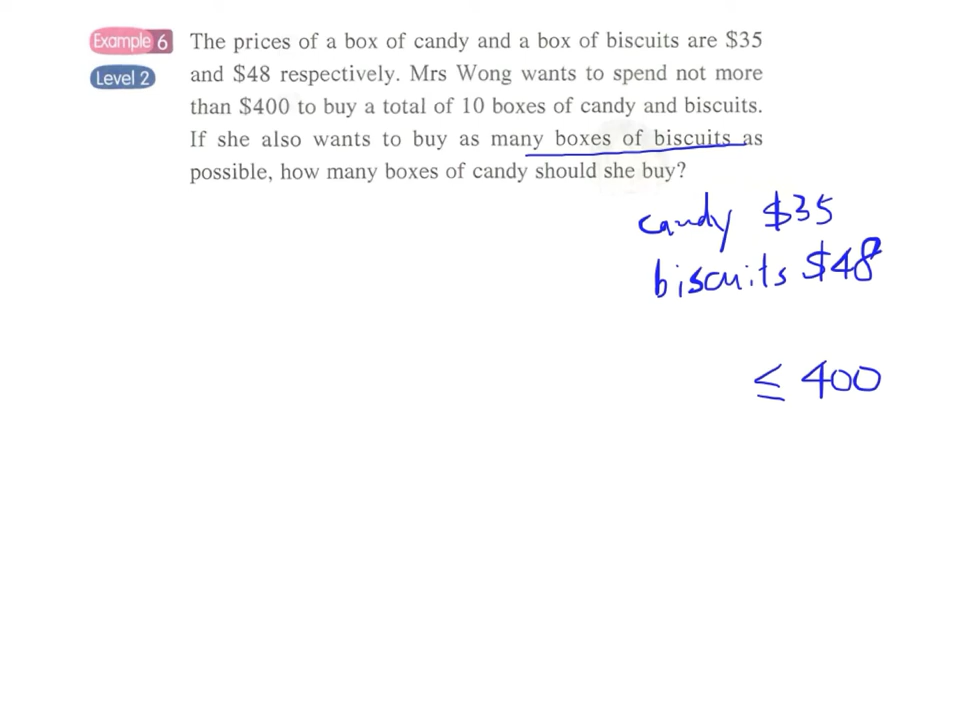 Example 6 The prices of a box of candy and a box of biscuits are $35
Level 2 and $48 respectively. Mrs Wong wants to spend not more
than $400 to buy a total of 10 boxes of candy and biscuits.
If she also wants to buy as many boxes of biscuits as
possible, how many boxes of candy should she buy?
candy $35
biscuits $48
≤ 400